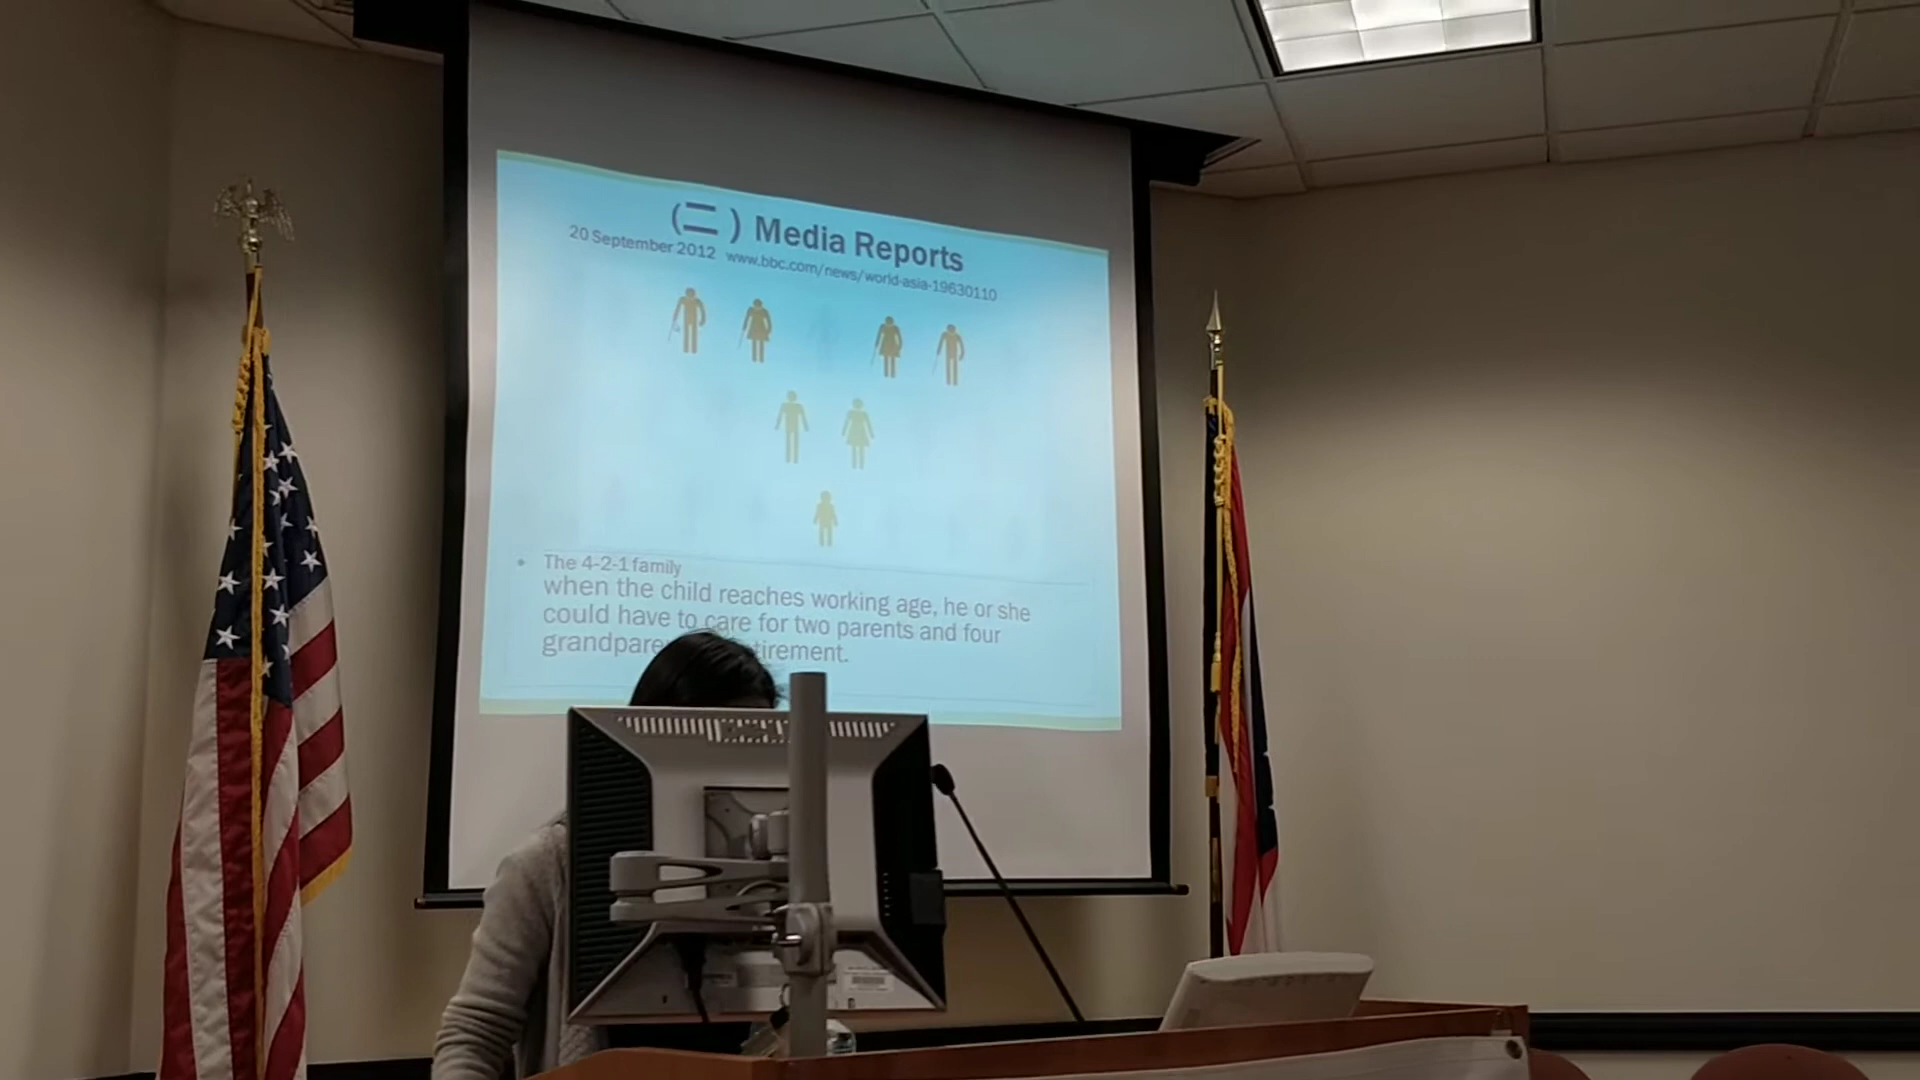 (二) Media Reports
20 September 2012 www.bbc.com/news/world-asia-19630110
• The 4-2-1 family
when the child reaches working age, he or she
could have to care for two parents and four
retirement.